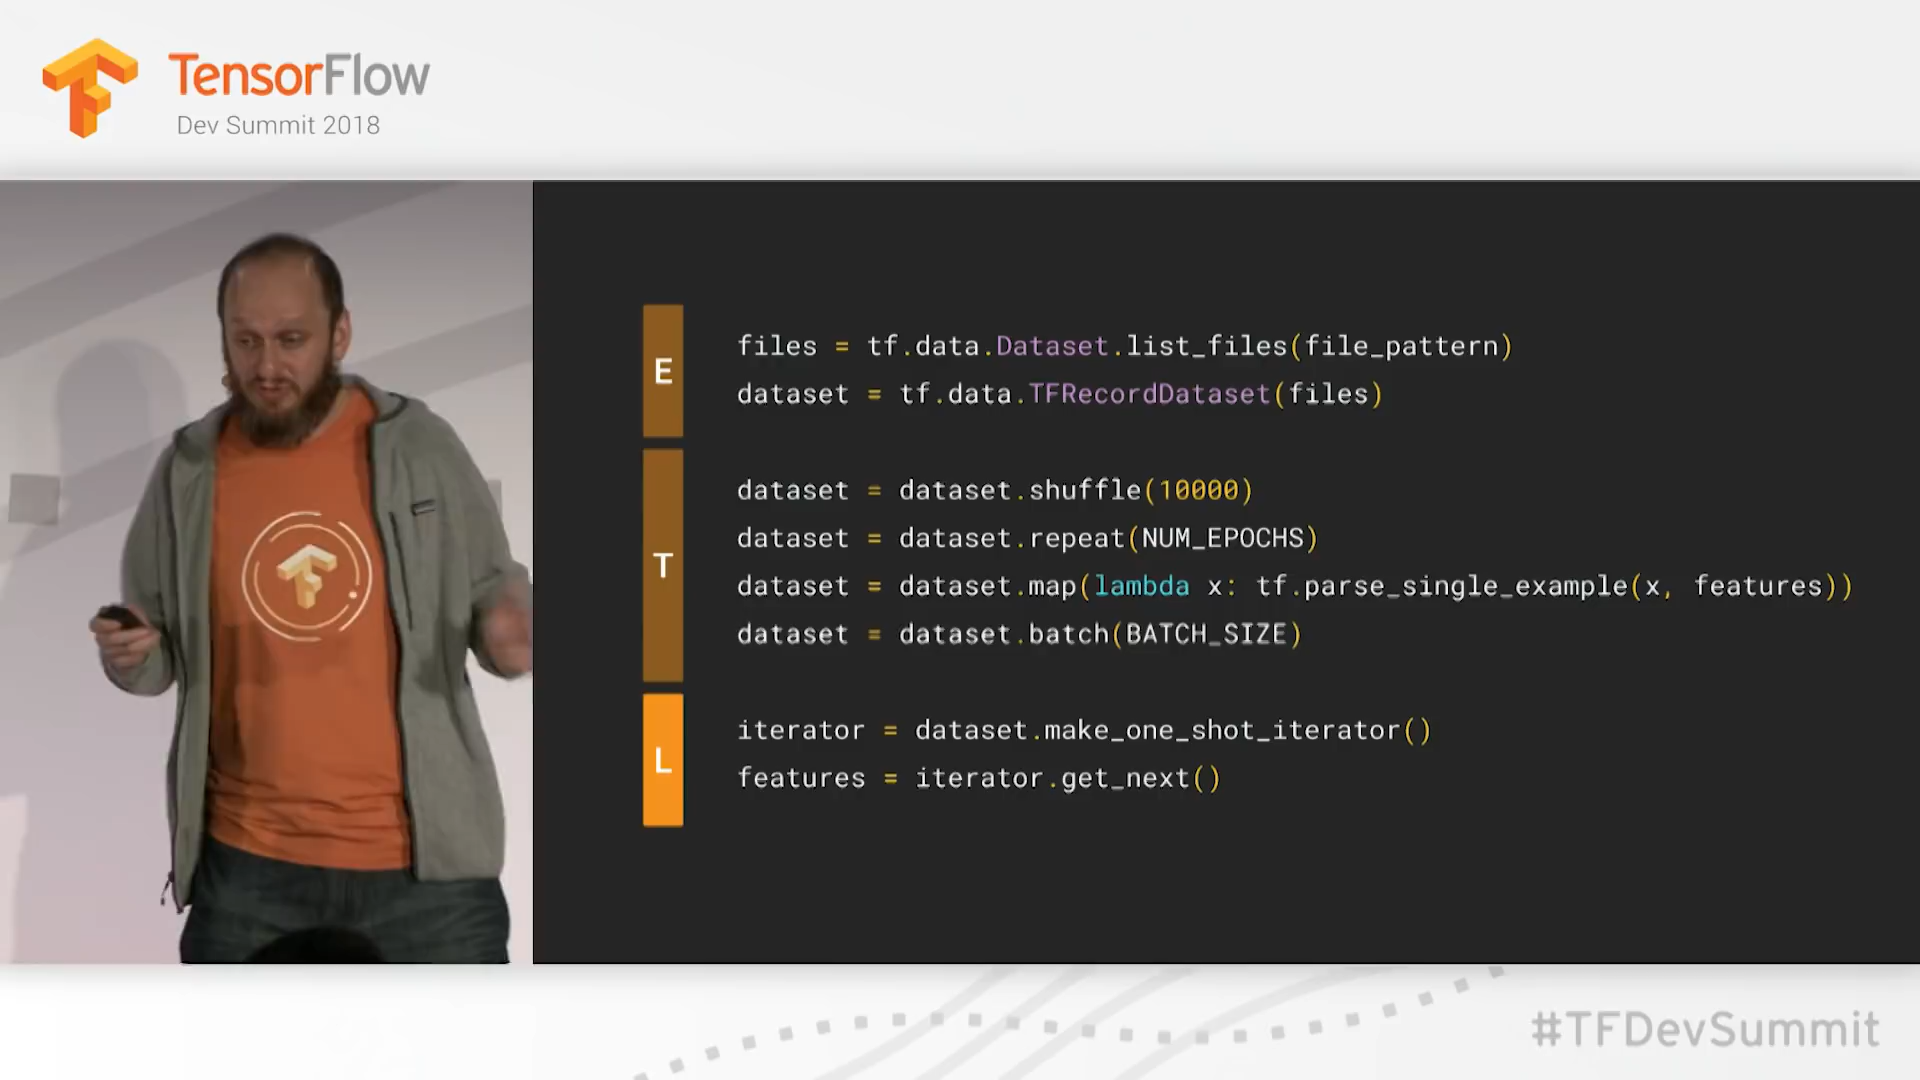 TensorFlow
Dev Summit 2018
E
files = tf.data.Dataset.list_files(file_pattern)
dataset = tf.data.TFRecordDataset(files)
T
dataset = dataset.shuffle(10000)
dataset = dataset.repeat(NUM_EPOCHS)
dataset = dataset.map(lambda x: tf.parse_single_example(x, features))
dataset = dataset.batch(BATCH_SIZE)
L
iterator = dataset.make_one_shot_iterator()
features = iterator.get_next()
#TFDevSummit